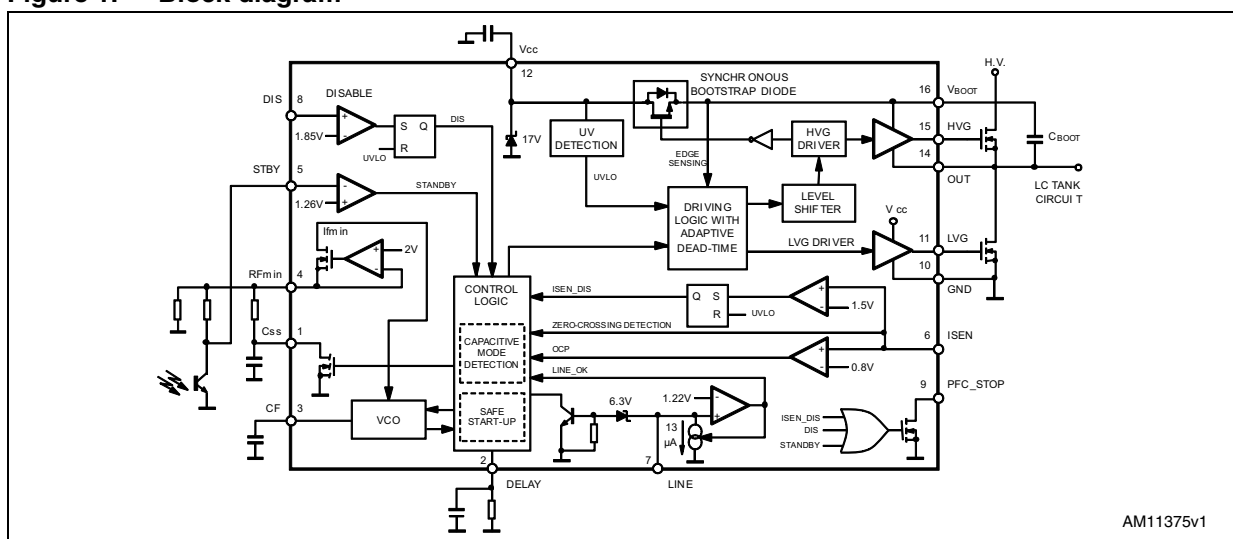 Figure 1. Block diagram
Vcc
12
SYNCHRONOUS
BOOTSTRAP DIODE
H.V.
DIS
8
DISABLE
1.85V
S
Q
R
UVLO
DIS
17V
UV
DETECTION
UVLO
EDGE
SENSING
HVG
DRIVER
16
VBOOT
15
HVG
14
OUT
CBOOT
LC TANK
CIRCUIT
STBY
5
1.26V
STANDBY
DRIVING
LOGIC WITH
ADAPTIVE
DEAD-TIME
LEVEL
SHIFTER
V cc
LVG DRIVER
11
LVG
10
GND
Ifmin
2V
RFmin
4
CONTROL
LOGIC
ISEN_DIS
Q
S
R
UVLO
1.5V
Css
1
CAPACITIVE
MODE
DETECTION
ZERO-CROSSING DETECTION
OCP
LINE_OK
0.8V
6
ISEN
9
PFC_STOP
CF
3
VCO
SAFE
START-UP
6.3V
1.22V
13
µA
ISEN_DIS
DIS
STANDBY
2
DELAY
7
LINE
AM11375v1